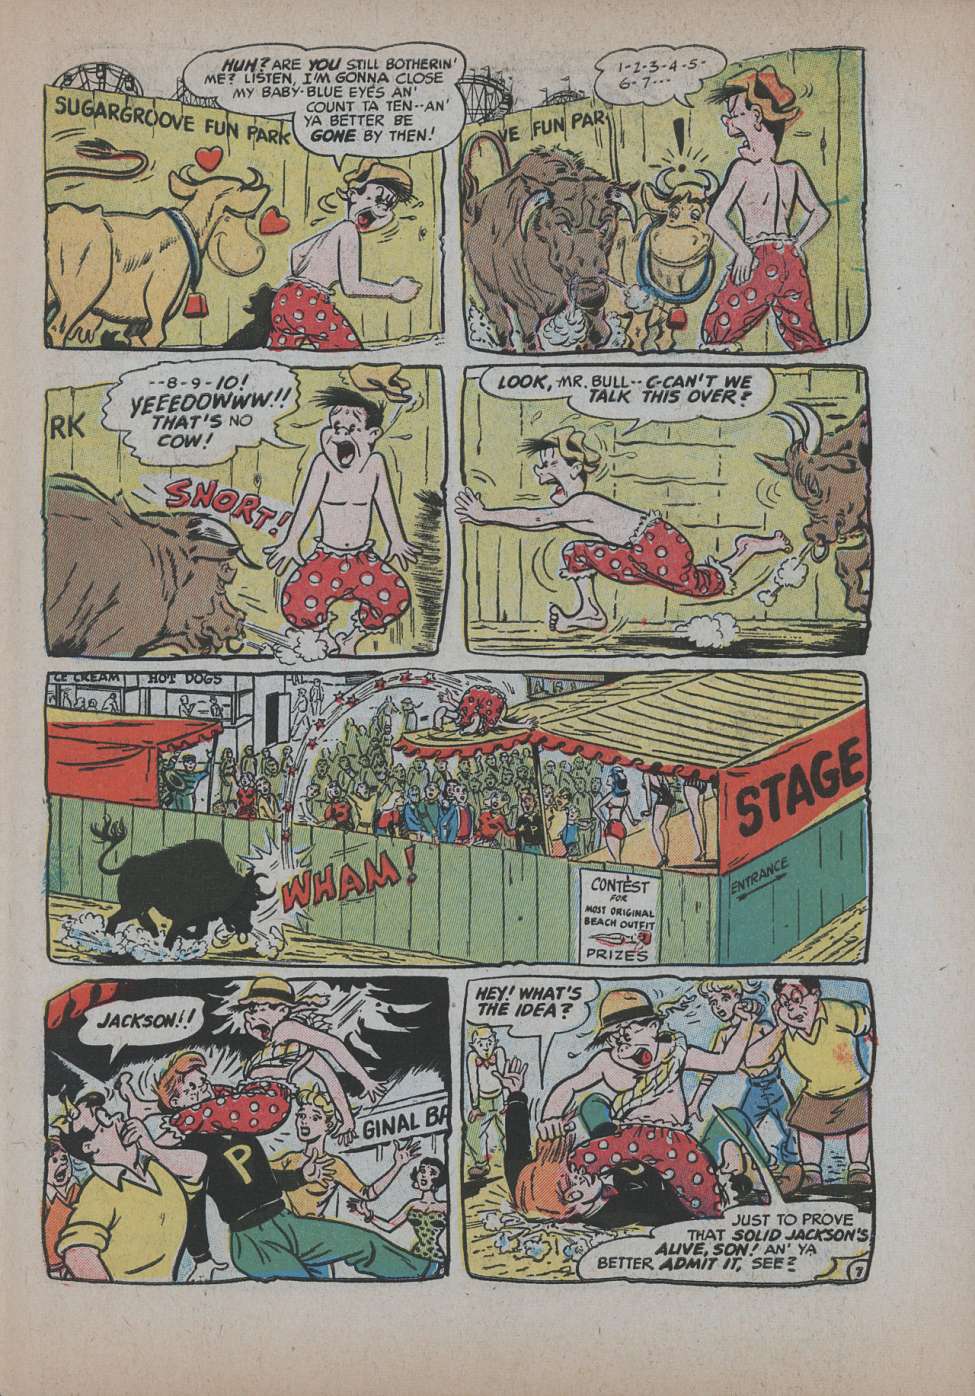 HUH? ARE YOU STILL BOTHERIN'
ME? LISTEN, I'M GONNA CLOSE
MY BABY-BLUE EYES AN'
COUNT TA TEN--AN'
YA BETTER BE
GONE BY THEN!
SUGARGROOVE FUN PARK
1-2-3-4-5-
6-7---
VE FUN PAR
!
--8-9-10!
YEEEDOWWW!!
THAT'S NO
COW!
RK
SNORT!
LOOK, MR. BULL-- C-CAN'T WE
TALK THIS OVER?
CE CREAM
HOT DOGS
AL
STAGE
WHAM!
ENTRANCE
CONTEST
FOR
MOST ORIGINAL
BEACH OUTFIT
PRIZES
P
JACKSON!!
P
GINAL BA
HEY! WHAT'S
THE IDEA?
JUST TO PROVE
THAT SOLID JACKSON'S
ALIVE, SON! AN' YA
BETTER ADMIT IT, SEE?
7